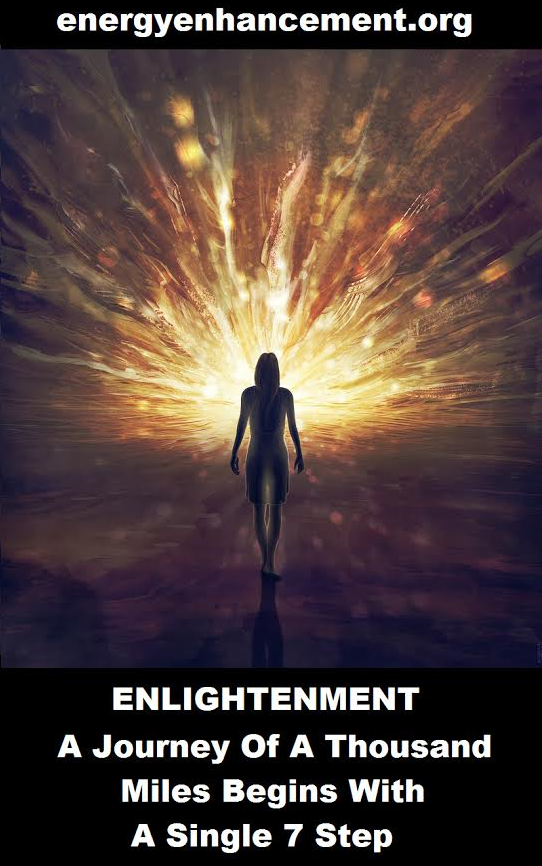 energyenhancement.org
ENLIGHTENMENT
A Journey Of A Thousand
Miles Begins With
A Single 7 Step